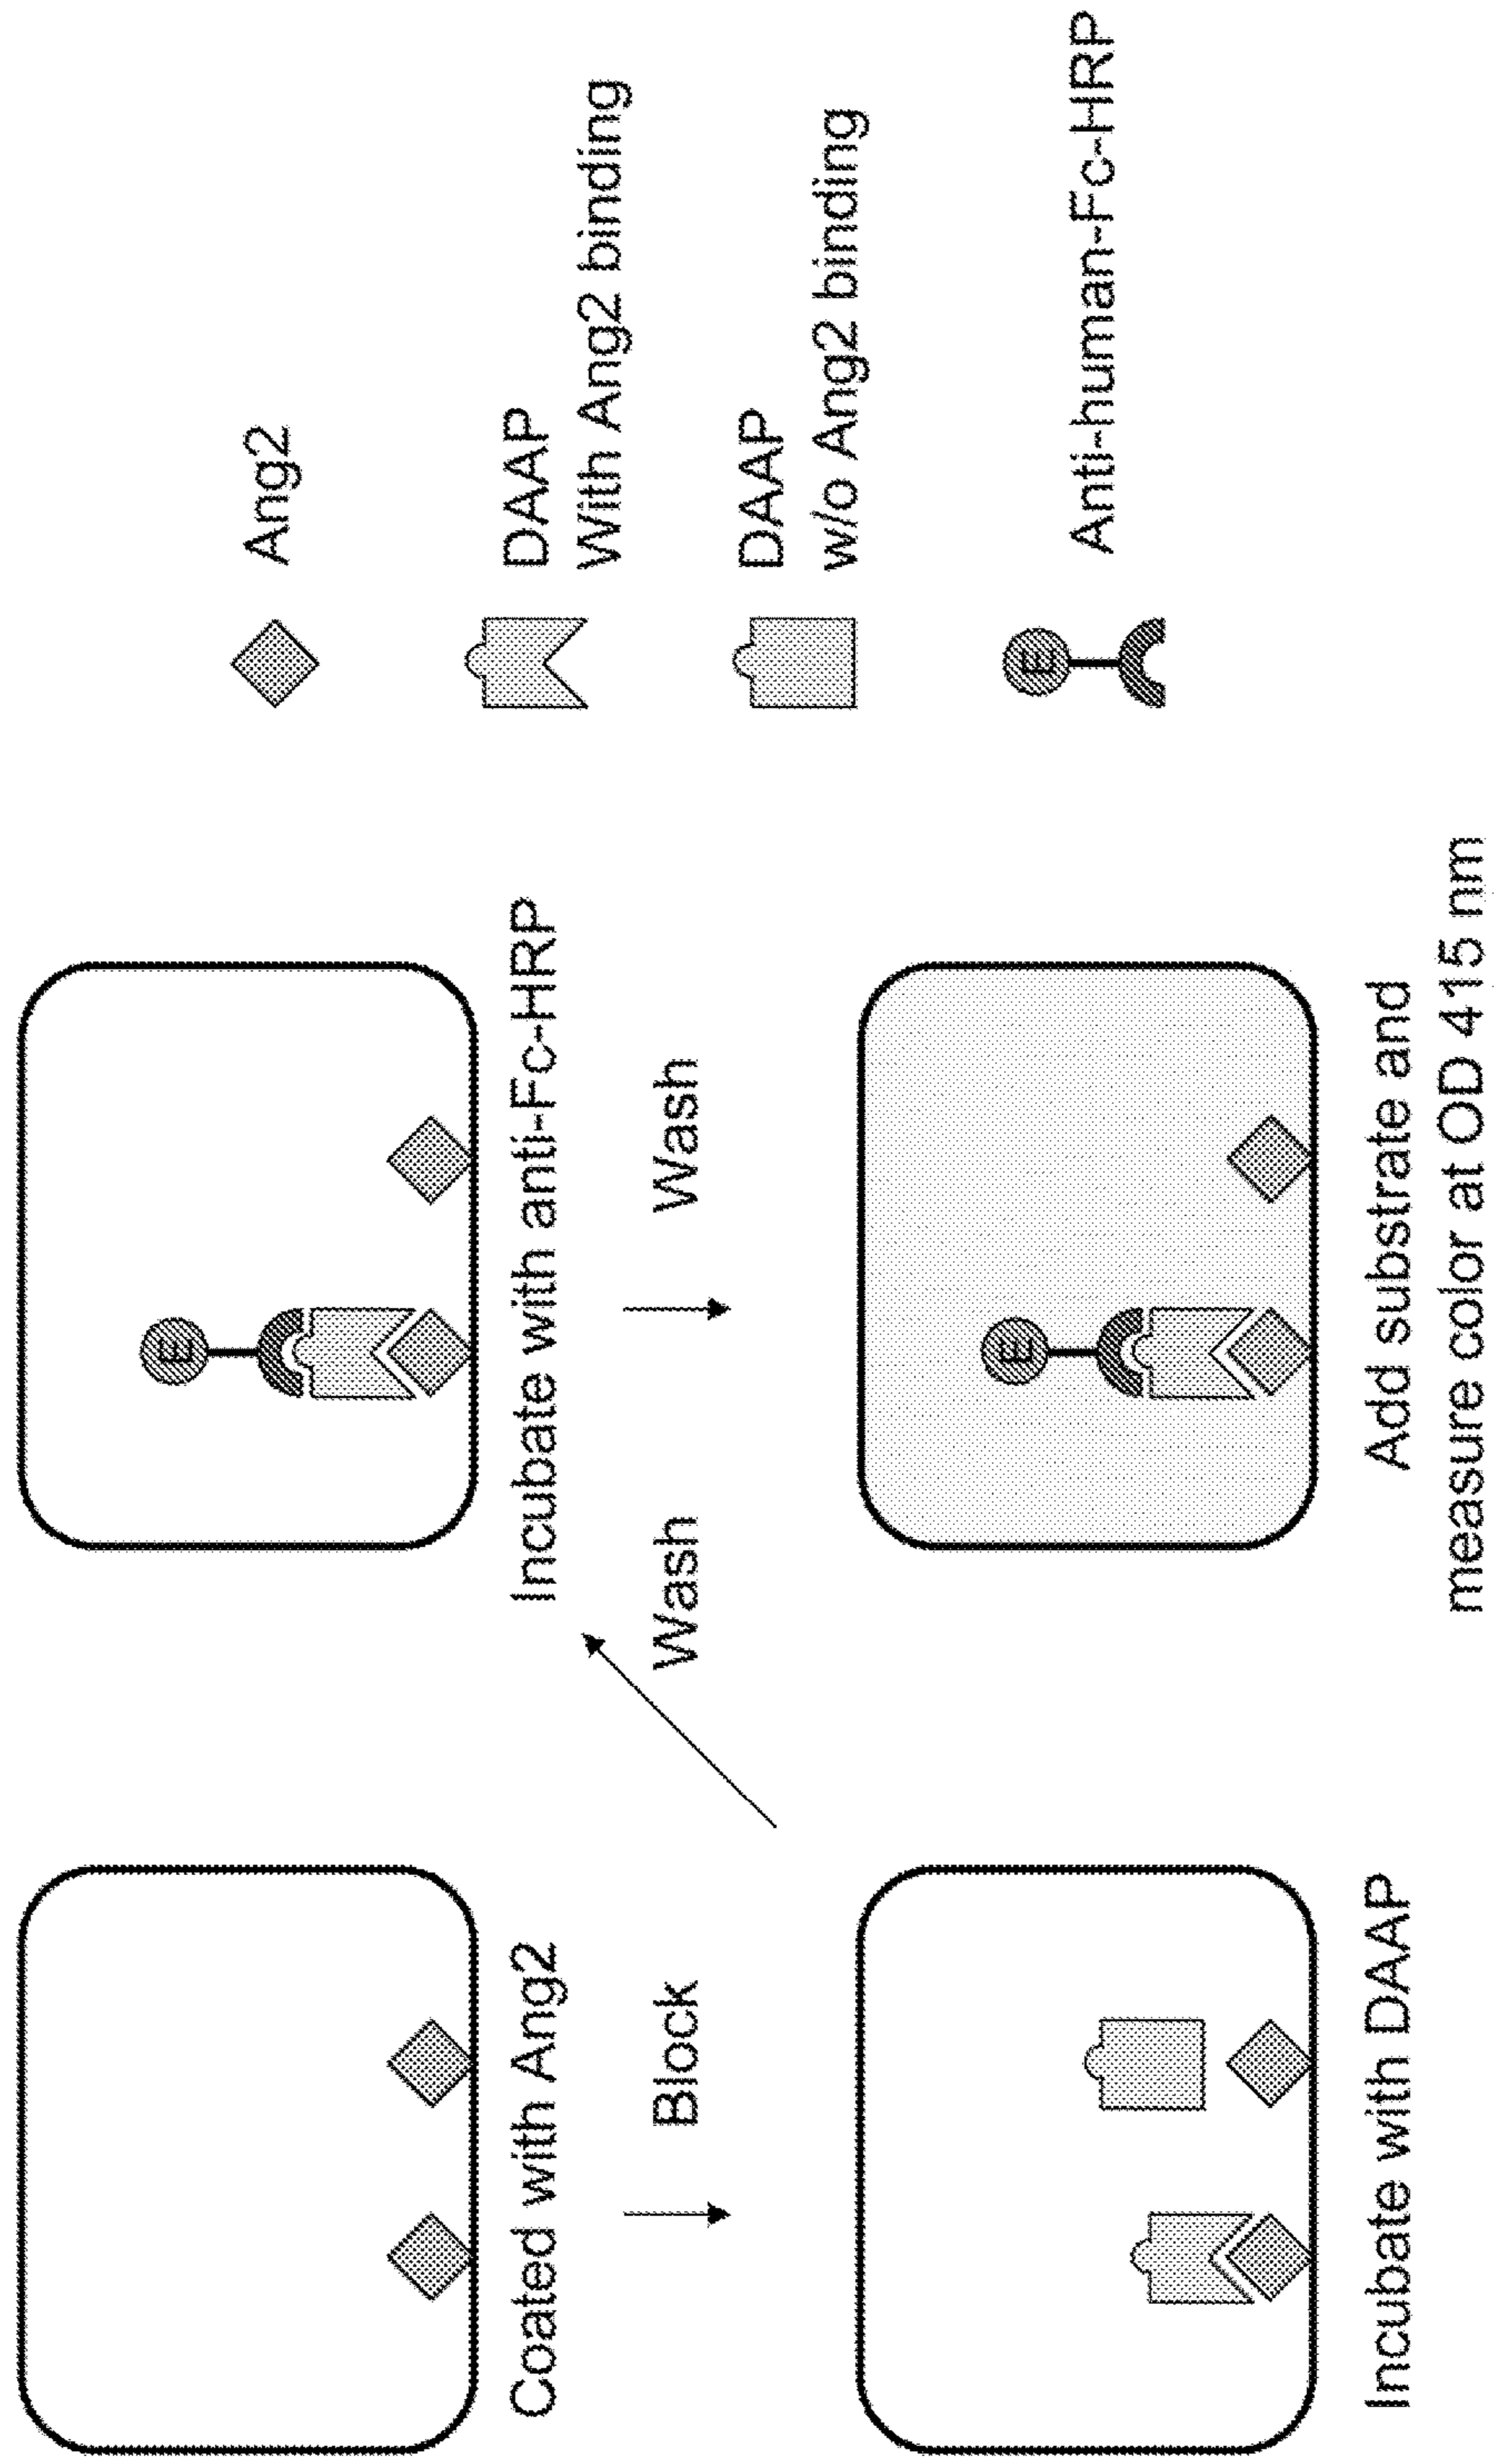 Coated with Ang2
Block
Incubate with DAAP
Wash
E
Incubate with anti-Fc-HRP
Wash
E
Add substrate and
measure color at OD 415 nm
Ang2
DAAP
With Ang2 binding
DAAP
w/o Ang2 binding
E
Anti-human-Fc-HRP